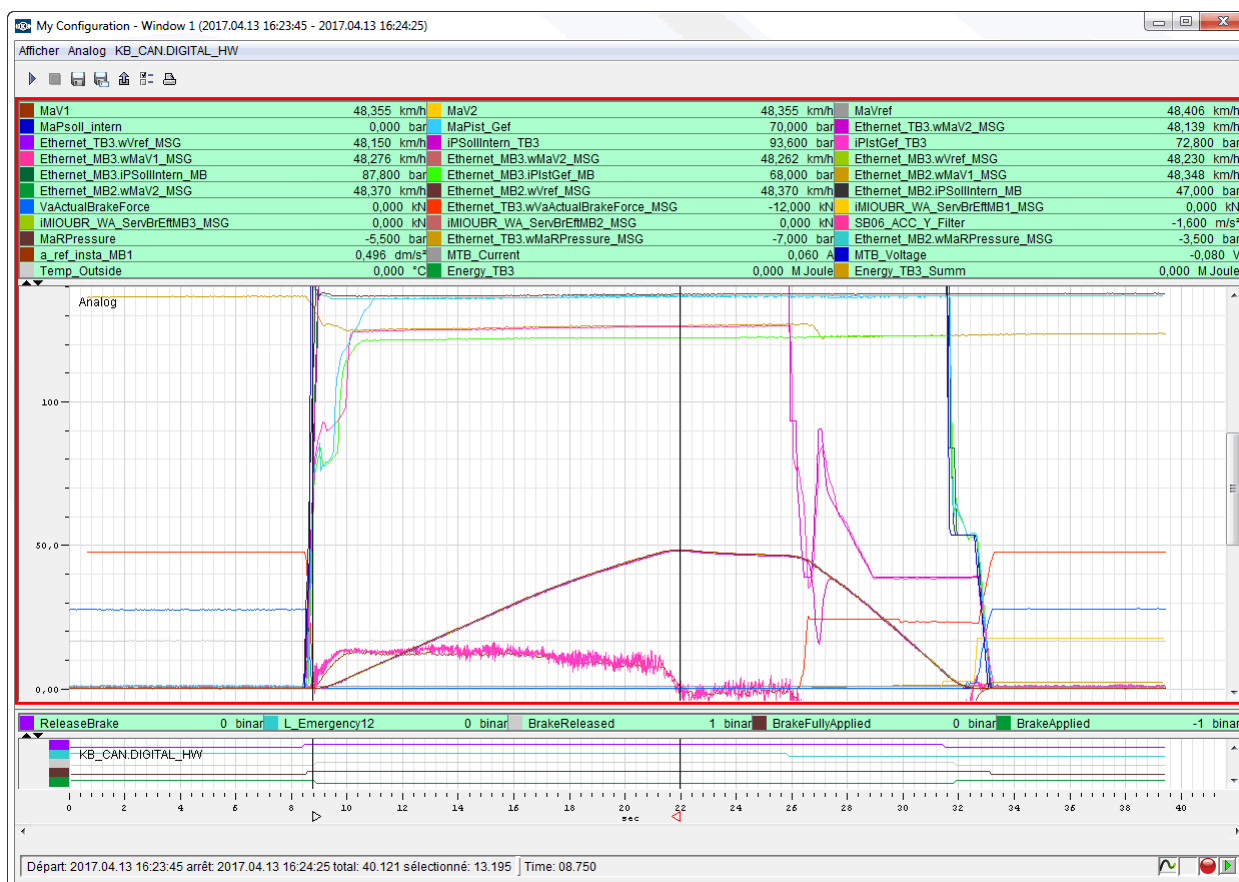 My Configuration - Window 1 (2017.04.13 16:23:45 - 2017.04.13 16:24:25)
Afficher Analog KB_CAN.DIGITAL_HW
MaV1 48,355 km/h MaV2 48,355 km/h MaVref 48,406 km/h
MaPsoll_intern 0,000 bar MaPist_Gef 70,000 bar Ethernet_TB3.wMaV2_MSG 48,139 km/h
Ethernet_TB3.wVref_MSG 48,150 km/h iPSollIntern_TB3 93,600 bar iPIstGef_TB3 72,800 bar
Ethernet_MB3.wMaV1_MSG 48,276 km/h Ethernet_MB3.wMaV2_MSG 48,262 km/h Ethernet_MB3.wVref_MSG 48,230 km/h
Ethernet_MB3.iPSollIntern_MB 87,800 bar Ethernet_MB3.iPIstGef_MB 68,000 bar Ethernet_MB2.wMaV1_MSG 48,348 km/h
Ethernet_MB2.wMaV2_MSG 48,370 km/h Ethernet_MB2.wVref_MSG 48,370 km/h Ethernet_MB2.iPSollIntern_MB 47,000 bar
VaActualBrakeForce 0,000 kN Ethernet_TB3.wVaActualBrakeForce_MSG -12,000 kN iMIOUBR_WA_ServBrEftMB1_MSG 0,000 kN
iMIOUBR_WA_ServBrEftMB3_MSG 0,000 kN iMIOUBR_WA_ServBrEftMB2_MSG 0,000 kN SB06_ACC_Y_Filter -1,600 m/s²
MaRPressure -5,500 bar Ethernet_TB3.wMaRPressure_MSG -7,000 bar Ethernet_MB2.wMaRPressure_MSG -3,500 bar
a_ref_insta_MB1 0,496 dm/s² MTB_Current 0,060 A MTB_Voltage -0,080 V
Temp_Outside 0,000 °C Energy_TB3 0,000 M Joule Energy_TB3_Summ 0,000 M Joule
Analog
100
50,0
0,00
ReleaseBrake 0 binar L_Emergency12 0 binar BrakeReleased 1 binar BrakeFullyApplied 0 binar BrakeApplied -1 binar
KB_CAN.DIGITAL_HW
0 2 4 6 8 10 12 14 16 18 20 22 24 26 28 30 32 34 36 38 40
sec
Départ: 2017.04.13 16:23:45 arrêt: 2017.04.13 16:24:25 total: 40.121 sélectionné: 13.195 Time: 08.750